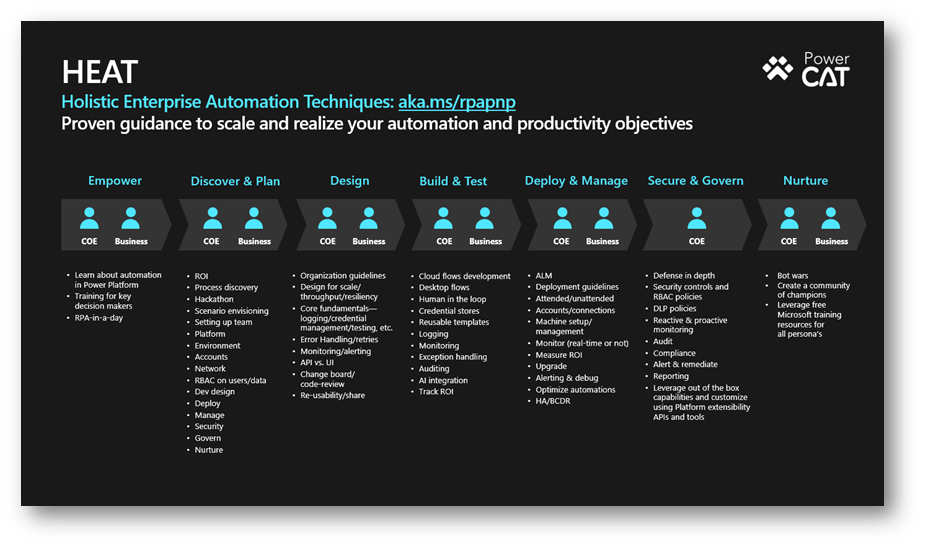 HEAT
Power
CAT
Holistic Enterprise Automation Techniques: aka.ms/rpapnp
Proven guidance to scale and realize your automation and productivity objectives
Empower
COE Business
• Learn about automation
in Power Platform
• Training for key
decision makers
• RPA-in-a-day
Discover & Plan
COE Business
• ROI
• Process discovery
• Hackathon
• Scenario envisioning
• Setting up team
• Platform
• Environment
• Accounts
• Network
• RBAC on users/data
• Dev design
• Deploy
• Manage
• Security
• Govern
• Nurture
Design
COE Business
• Organization guidelines
• Design for scale/
throughput/resiliency
• Core fundamentals—
logging/credential
management/testing, etc.
• Error Handling/retries
• Monitoring/alerting
• API vs. UI
• Change board/
code-review
• Re-usability/share
Build & Test
COE Business
• Cloud flows development
• Desktop flows
• Human in the loop
• Credential stores
• Reusable templates
• Logging
• Monitoring
• Exception handling
• Auditing
• AI integration
• Track ROI
Deploy & Manage
COE Business
• ALM
• Deployment guidelines
• Attended/unattended
• Accounts/connections
• Machine setup/
management
• Monitor (real-time or not)
• Measure ROI
• Upgrade
• Alerting & debug
• Optimize automations
• HA/BCDR
Secure & Govern
COE
• Defense in depth
• Security controls and
RBAC policies
• DLP policies
• Reactive & proactive
monitoring
• Audit
• Compliance
• Alert & remediate
• Reporting
• Leverage out of the box
capabilities and customize
using Platform extensibility
APIs and tools
Nurture
COE Business
• Bot wars
• Create a community
of champions
• Leverage free
Microsoft training
resources for
all persona's